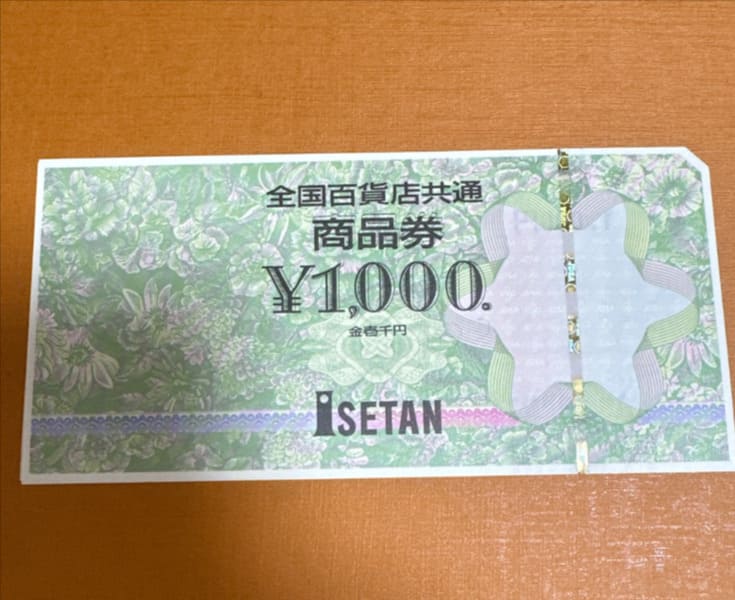 全国百貨店共通
商品券
¥1,000.
金壱千円
ISETAN